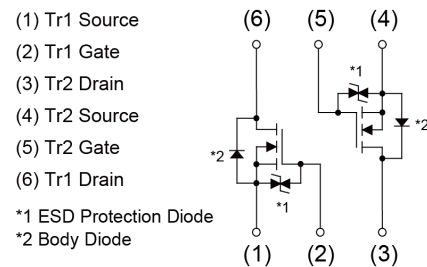 (1) Tr1 Source
(2) Tr1 Gate
(3) Tr2 Drain
(4) Tr2 Source
(5) Tr2 Gate
(6) Tr1 Drain
*1 ESD Protection Diode
*2 Body Diode
(6) (5) (4)
*1
*2
*2
*1
(1) (2) (3)